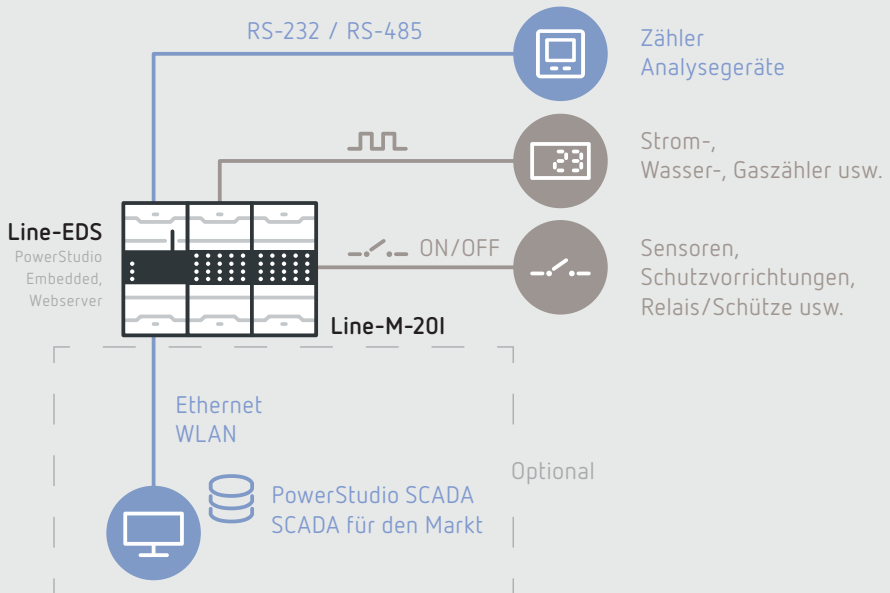 RS-232 / RS-485
Zähler
Analysegeräte
Strom-,
Wasser-, Gaszähler usw.
23
Line-EDS
PowerStudio
Embedded,
Webserver
ON/OFF
Sensoren,
Schutzvorrichtungen,
Relais/Schütze usw.
Line-M-20I
Ethernet
WLAN
Optional
PowerStudio SCADA
SCADA für den Markt